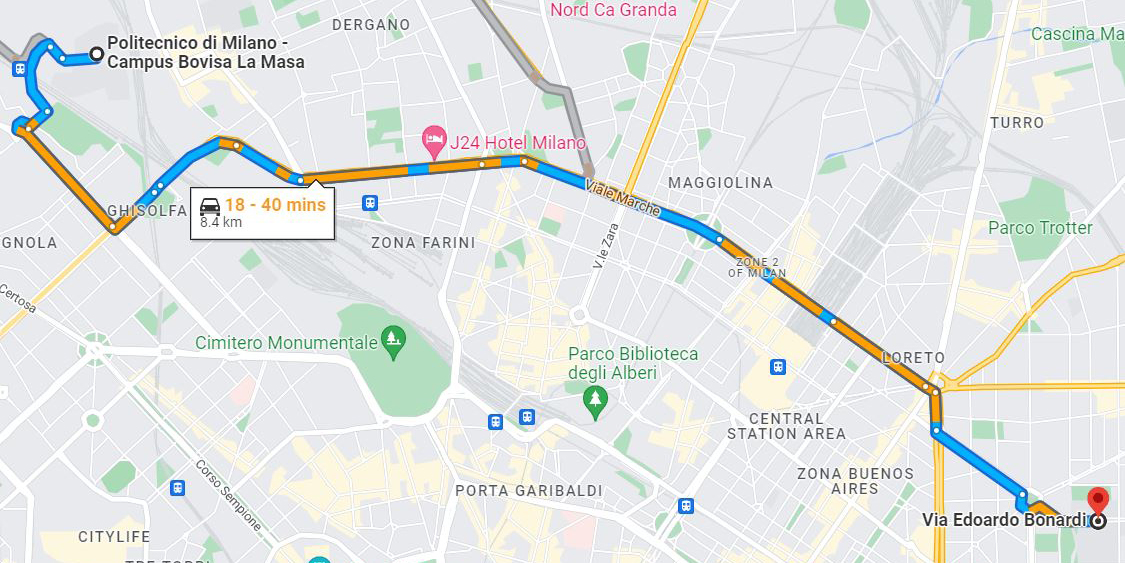 DERGANO
Nord Ca Granda
Cascina Ma
Politecnico di Milano -
Campus Bovisa La Masa
TURRO
J24 Hotel Milano
MAGGIOLINA
Viale Marche
GHISOLFA
18 - 40 mins
8.4 km
GNOLA
ZONA FARINI
V.le Zara
Parco Trotter
ZONE 2
OF MILAN
Certosa
Cimitero Monumentale
Parco Biblioteca
degli Alberi
LORETO
CENTRAL
STATION AREA
Corso Sempione
ZONA BUENOS
AIRES
PORTA GARIBALDI
Via Edoardo Bonardi
CITYLIFE
TRE TORRI